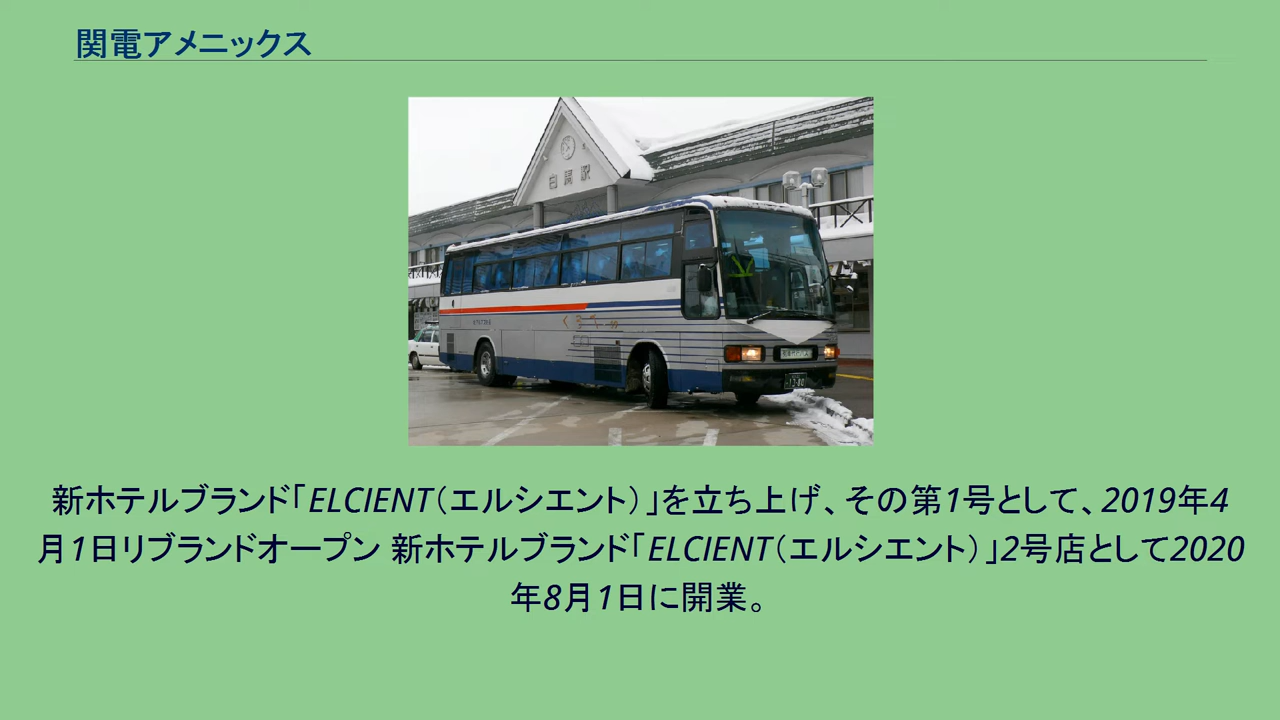 関電アメニックス
白馬駅
新ホテルブランド「ELCIENT（エルシエント）」を立ち上げ、その第1号として、2019年4
月1日リブランドオープン 新ホテルブランド「ELCIENT（エルシエント）」2号店として2020
年8月1日に開業。